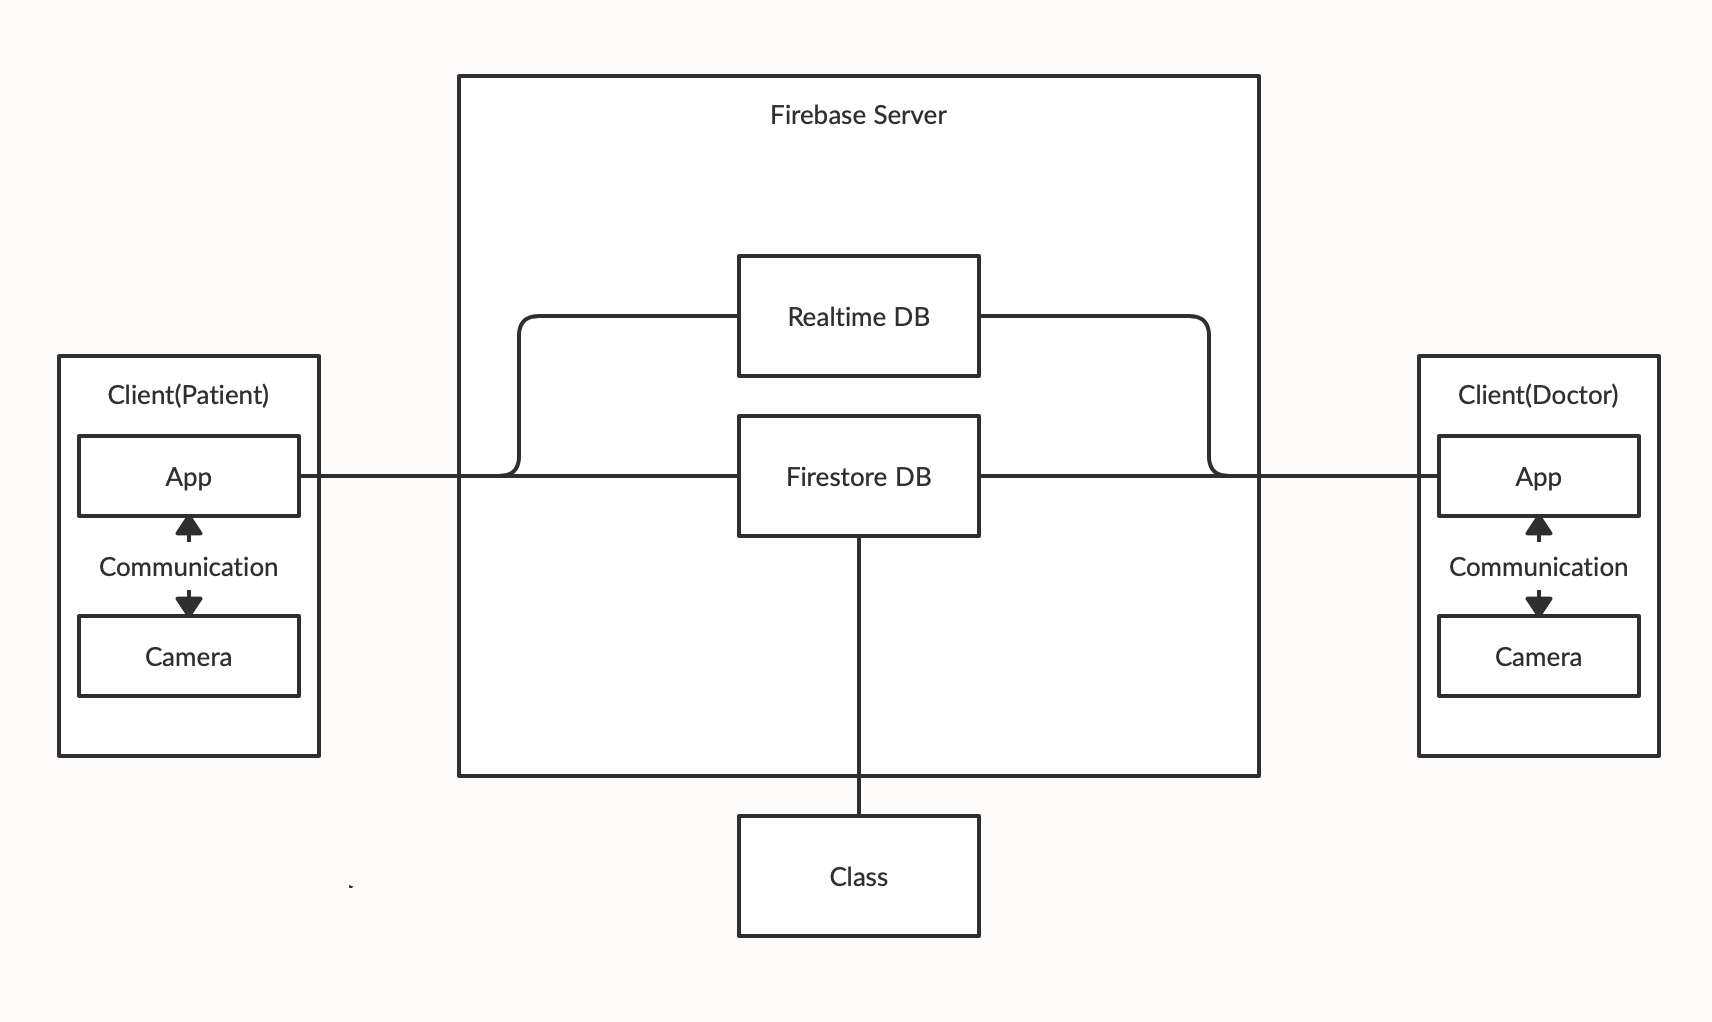 Firebase Server
Realtime DB
Client(Patient)
App
Communication
Camera
Firestore DB
Client(Doctor)
App
Communication
Camera
Class